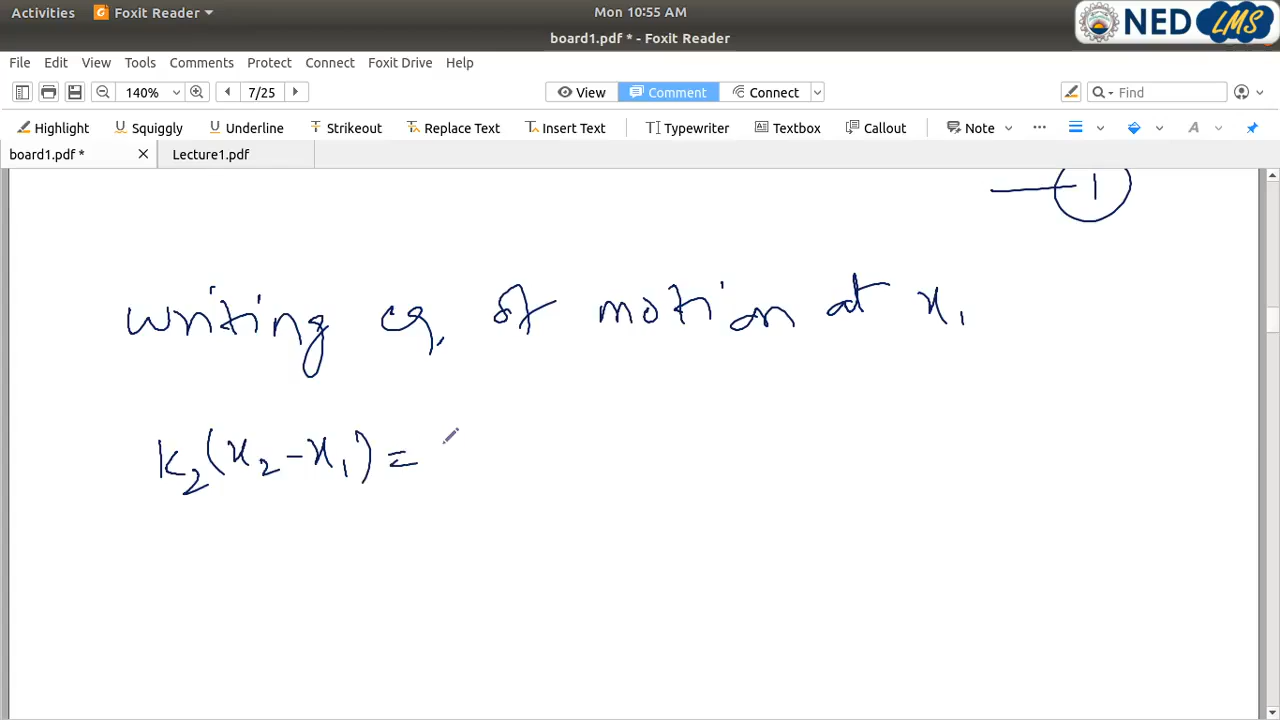 Activities Foxit Reader Mon 10:55 AM
NED LMS
board1.pdf * - Foxit Reader
File Edit View Tools Comments Protect Share Connect Foxit Drive Help
140% 7/25 View Comment Connect Find
Highlight Squiggly Underline Strikeout Replace Text Insert Text Typewriter Textbox Callout Note
board1.pdf * Lecture1.pdf
1
writing eq. of motion at x₁
K₂(x₂-x₁)=